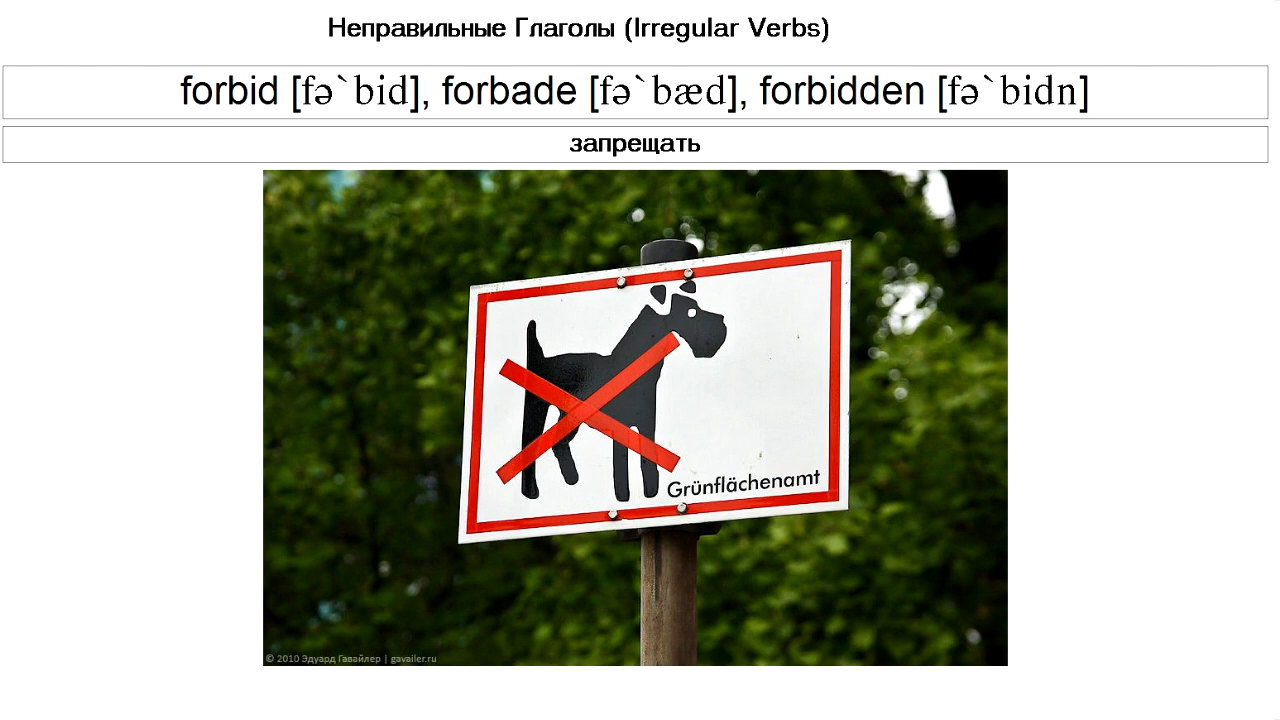 Неправильные Глаголы (Irregular Verbs)
forbid [fə`bid], forbade [fə`bæd], forbidden [fə`bidn]
запрещать
Grünflächenamt
© 2010 Эдуард Гавайлер | gavailer.ru